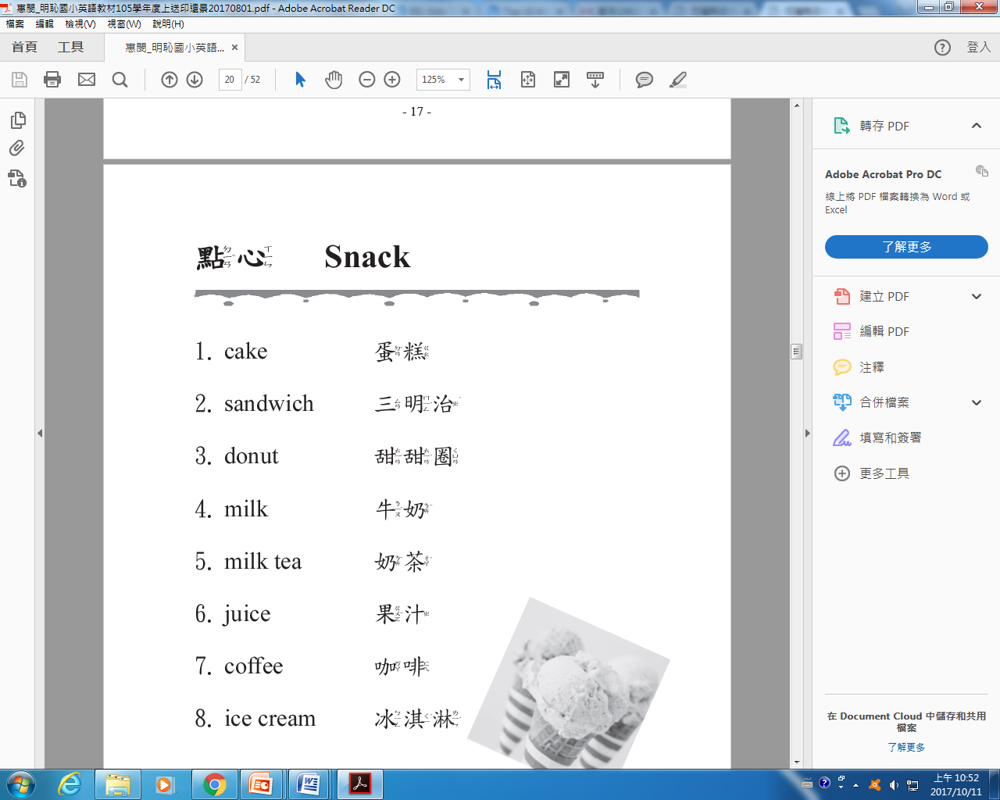 惠閔_明恥國小英語教材105學年度上送印遠景20170801.pdf - Adobe Acrobat Reader DC
檔案 編輯 檢視(V) 視窗(W) 說明(H)
首頁 工具 惠閔_明恥國小英語... × 登入
20 / 52 125%
- 17 -
轉存 PDF
Adobe Acrobat Pro DC
線上將 PDF 檔案轉換為 Word 或
Excel
了解更多
建立 PDF
編輯 PDF
注釋
合併檔案
填寫和簽署
更多工具
在 Document Cloud 中儲存和共用
檔案
了解更多
點心 Snack
1. cake 蛋糕
2. sandwich 三明治
3. donut 甜甜圈
4. milk 牛奶
5. milk tea 奶茶
6. juice 果汁
7. coffee 咖啡
8. ice cream 冰淇淋
上午 10:52
2017/10/11